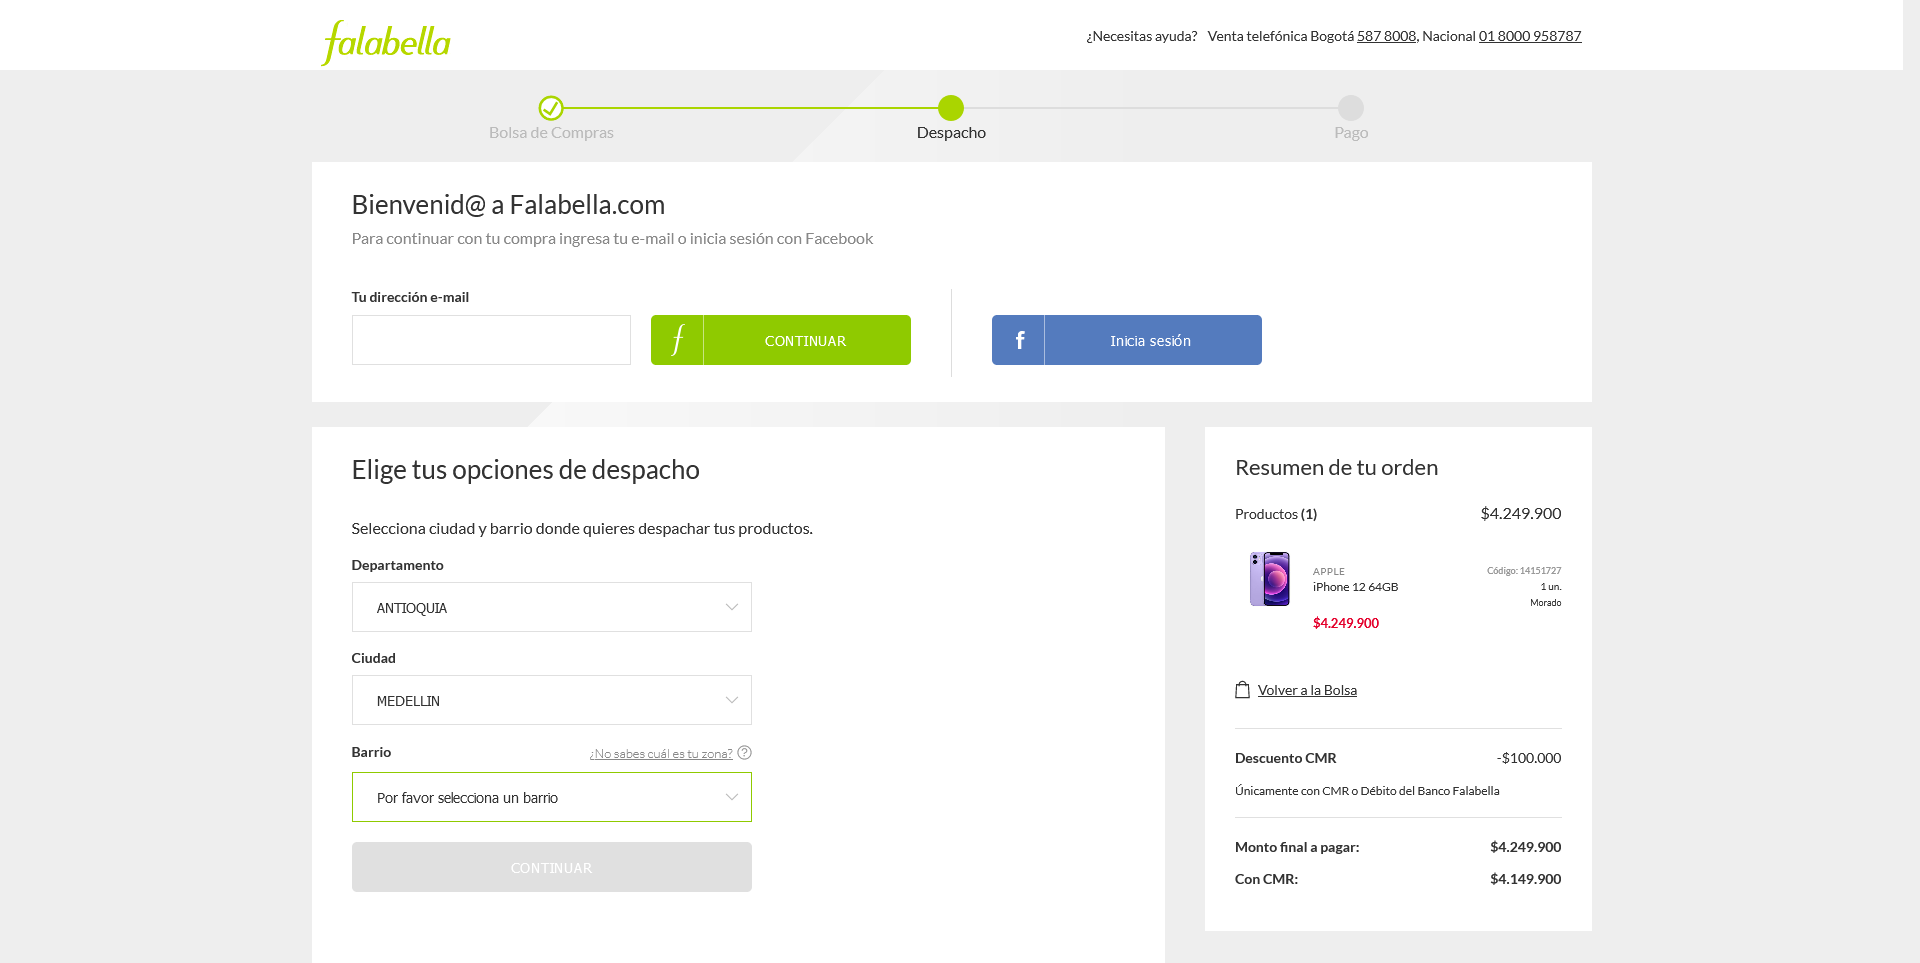 falabella
¿Necesitas ayuda? Venta telefónica Bogotá 587 8008, Nacional 01 8000 958787
Bolsa de Compras
Despacho
Pago
Bienvenid@ a Falabella.com
Para continuar con tu compra ingresa tu e-mail o inicia sesión con Facebook
Tu dirección e-mail
f CONTINUAR
f Inicia sesión
Elige tus opciones de despacho
Selecciona ciudad y barrio donde quieres despachar tus productos.
Departamento
ANTIOQUIA
Ciudad
MEDELLIN
Barrio ¿No sabes cuál es tu zona? ?
Por favor selecciona un barrio
CONTINUAR
Resumen de tu orden
Productos (1) $4.249.900
APPLE Código: 14151727
iPhone 12 64GB 1 un.
Morado
$4.249.900
Volver a la Bolsa
Descuento CMR -$100.000
Únicamente con CMR o Débito del Banco Falabella
Monto final a pagar: $4.249.900
Con CMR: $4.149.900